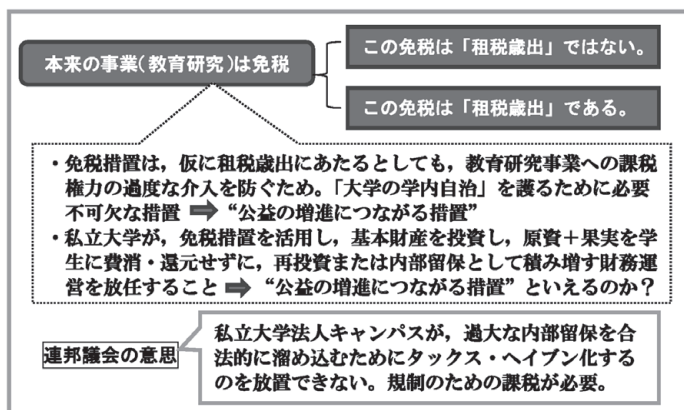 本来の事業(教育研究)は免税
この免税は「租税歳出」ではない。
この免税は「租税歳出」である。
・免税措置は，仮に租税歳出にあたるとしても，教育研究事業への課税
権力の過度な介入を防ぐため。「大学の学内自治」を護るために必要
不可欠な措置 ➡ “公益の増進につながる措置”
・私立大学が，免税措置を活用し，基本財産を投資し，原資＋果実を学
生に費消・還元せずに，再投資または内部留保として積み増す財務運
営を放任すること ➡ “公益の増進につながる措置”といえるのか？
連邦議会の意思
私立大学法人キャンパスが，過大な内部留保を合
法的に溜め込むためにタックス・ヘイブン化する
のを放置できない。規制のための課税が必要。